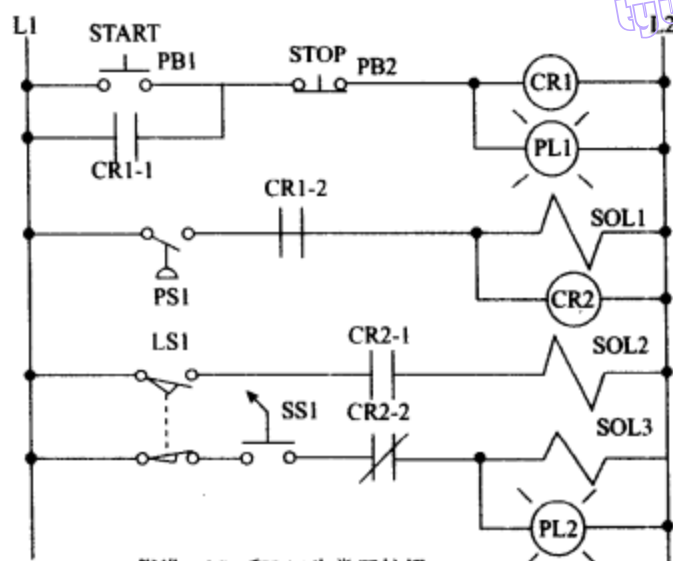 L1
L2
START
PB1
STOP
PB2
CR1
PL1
CR1-1
CR1-2
SOL1
PS1
CR2
LS1
CR2-1
SOL2
SS1
CR2-2
SOL3
PL2